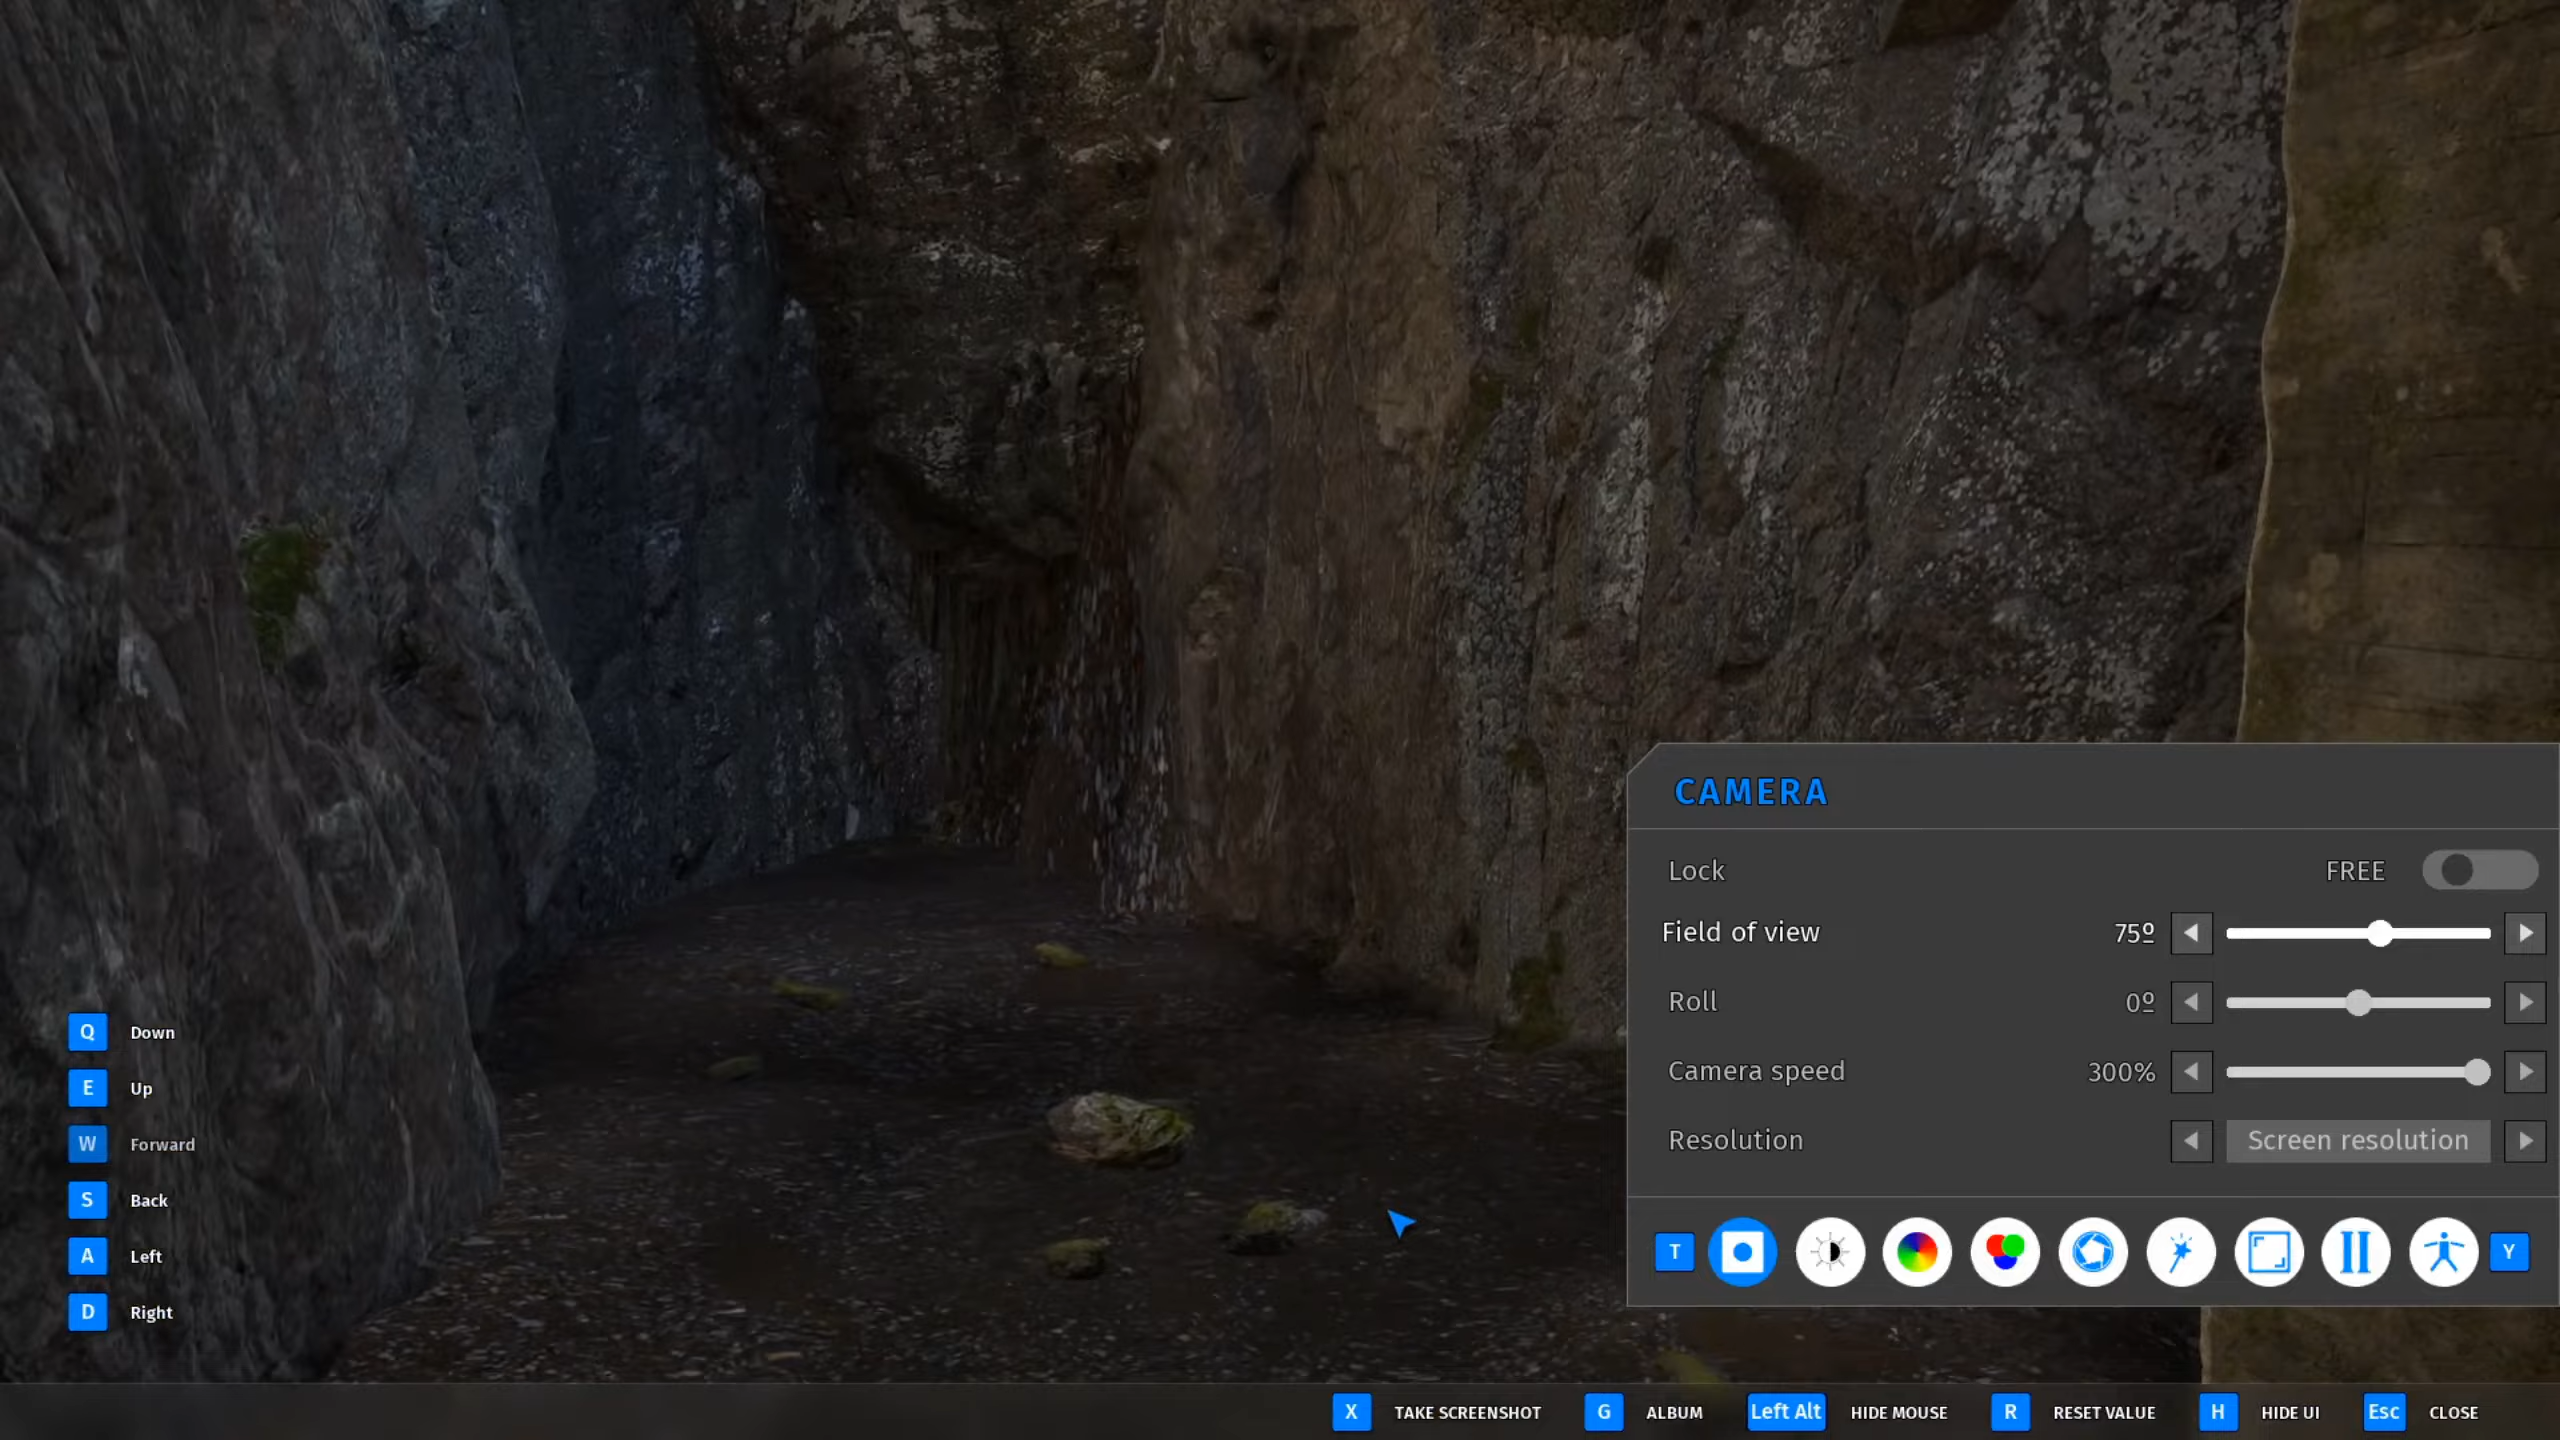 CAMERA
Lock FREE
Field of view 75º
Roll 0º
Camera speed 300%
Resolution Screen resolution
T Y
Q Down
E Up
W Forward
S Back
A Left
D Right
X TAKE SCREENSHOT G ALBUM Left Alt HIDE MOUSE R RESET VALUE H HIDE UI Esc CLOSE